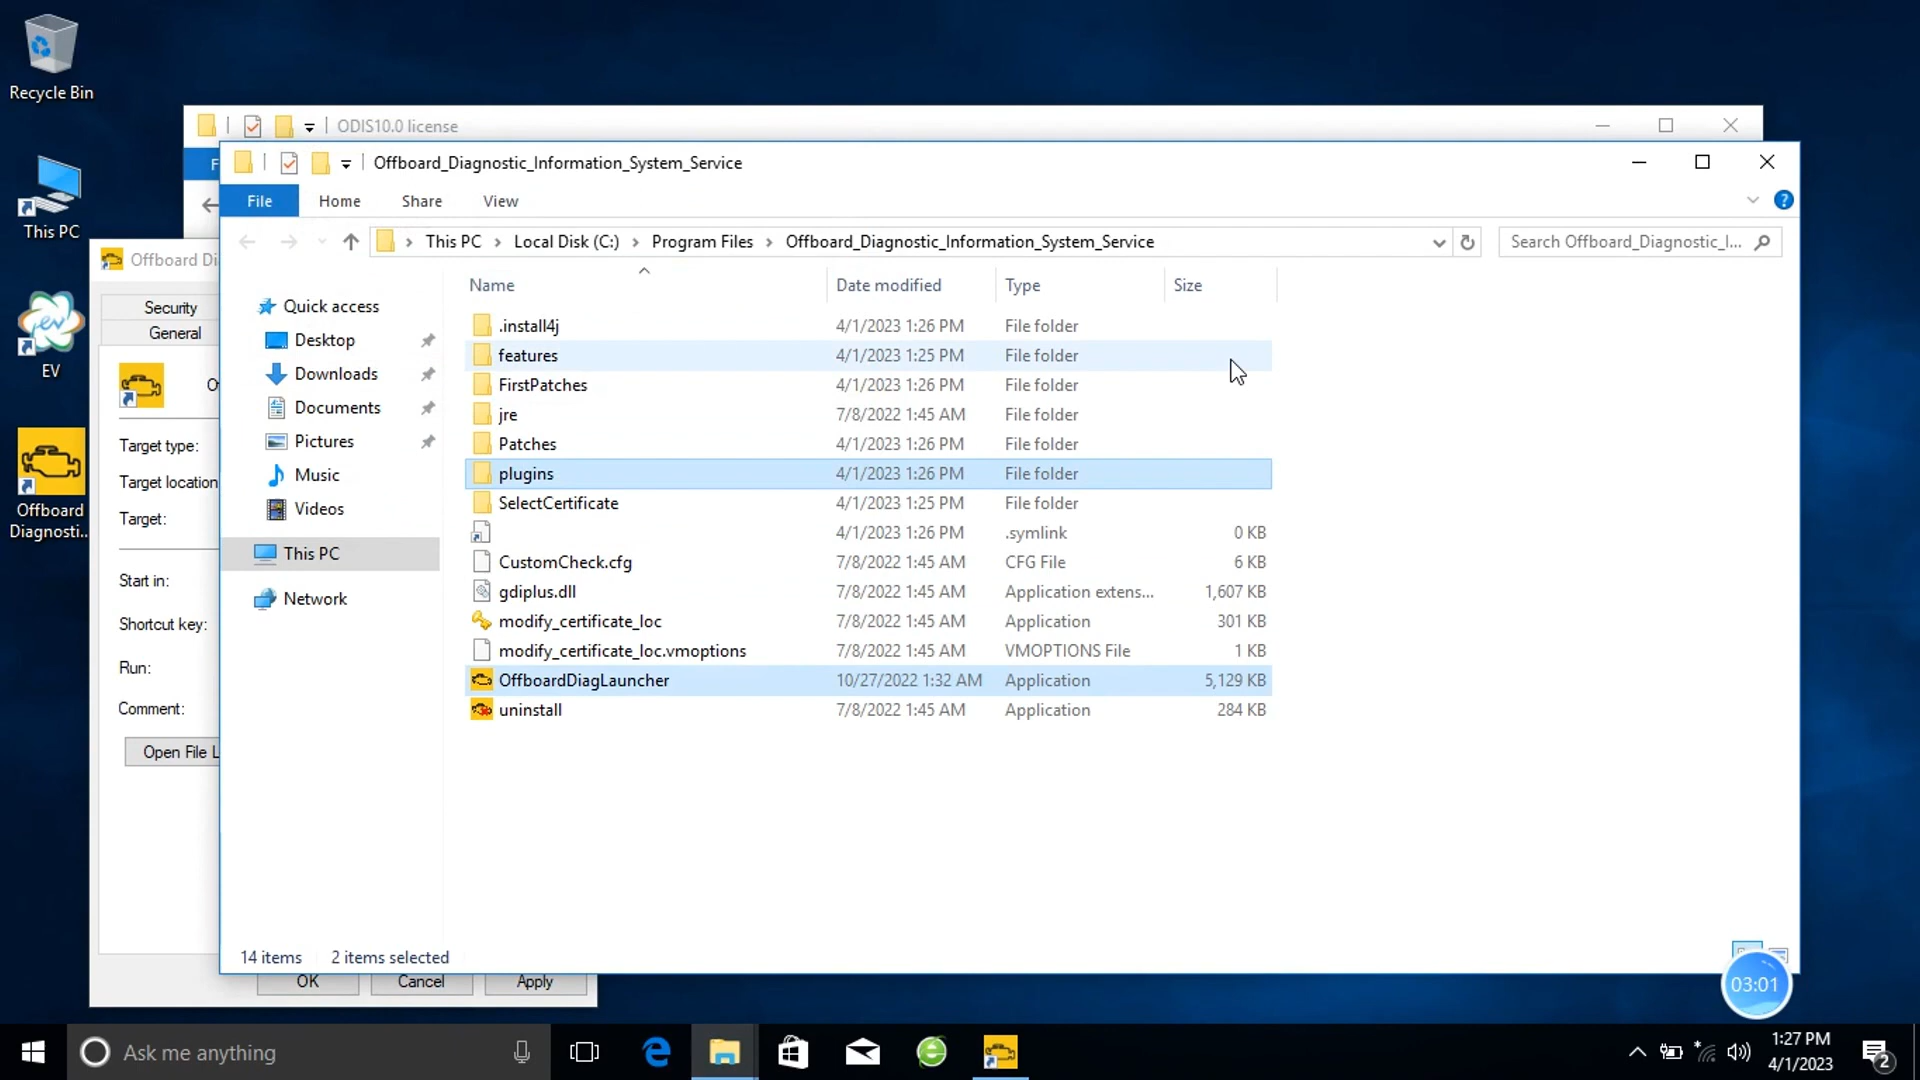 Recycle Bin
This PC
EV
Offboard
Diagnosti...
ODIS10.0 license
Offboard_Diagnostic_Information_System_Service
File
Home
Share
View
This PC > Local Disk (C:) > Program Files > Offboard_Diagnostic_Information_System_Service
Search Offboard_Diagnostic_I...
Offboard Di
Security
General
Target type:
Target location
Target:
Start in:
Shortcut key:
Run:
Comment:
Open File L
OK
Cancel
Apply
Quick access
Desktop
Downloads
Documents
Pictures
Music
Videos
This PC
Network
Name Date modified Type Size
.install4j 4/1/2023 1:26 PM File folder
features 4/1/2023 1:25 PM File folder
FirstPatches 4/1/2023 1:26 PM File folder
jre 7/8/2022 1:45 AM File folder
Patches 4/1/2023 1:26 PM File folder
plugins 4/1/2023 1:26 PM File folder
SelectCertificate 4/1/2023 1:25 PM File folder
4/1/2023 1:26 PM .symlink 0 KB
CustomCheck.cfg 7/8/2022 1:45 AM CFG File 6 KB
gdiplus.dll 7/8/2022 1:45 AM Application extens... 1,607 KB
modify_certificate_loc 7/8/2022 1:45 AM Application 301 KB
modify_certificate_loc.vmoptions 7/8/2022 1:45 AM VMOPTIONS File 1 KB
OffboardDiagLauncher 10/27/2022 1:32 AM Application 5,129 KB
uninstall 7/8/2022 1:45 AM Application 284 KB
14 items 2 items selected
03:01
Ask me anything
1:27 PM
4/1/2023
2